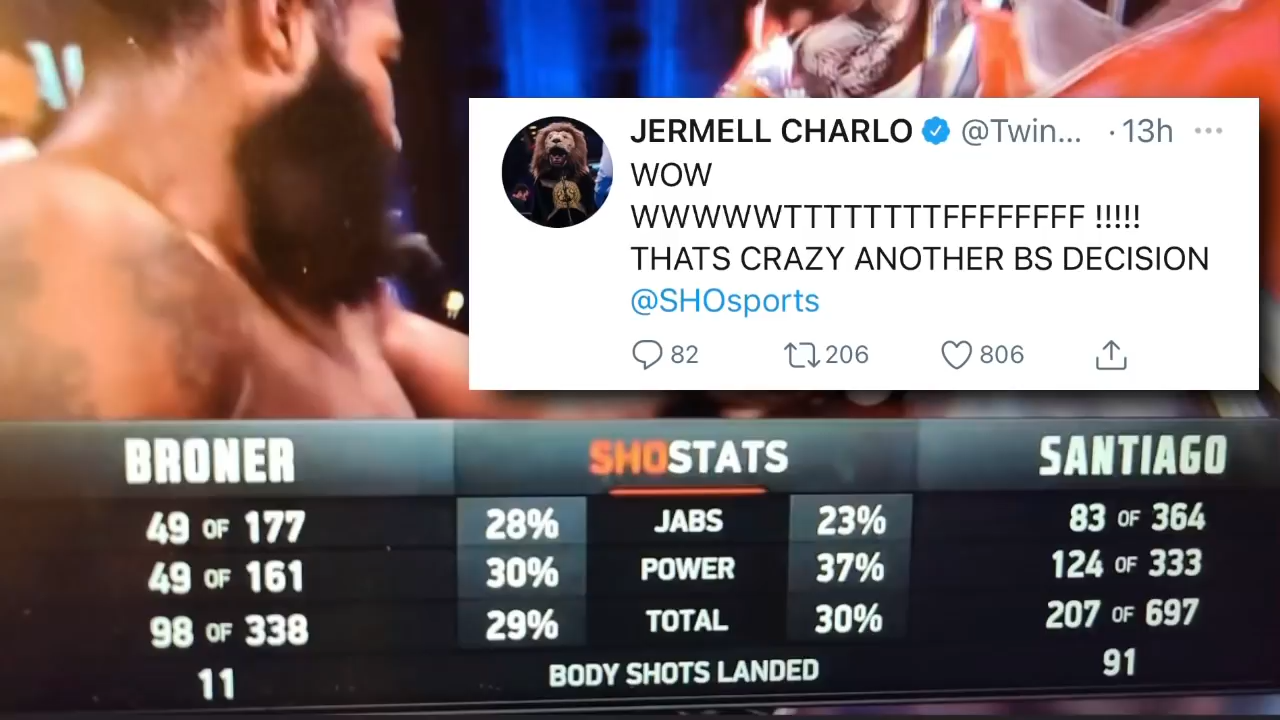 JERMELL CHARLO @Twin... · 13h ...
WOW
WWWWWTTTTTTTTFFFFFFFF !!!!!
THATS CRAZY ANOTHER BS DECISION
@SHOsports
82 206 806
BRONER SHOSTATS SANTIAGO
49 OF 177 28% JABS 23% 83 OF 364
49 OF 161 30% POWER 37% 124 OF 333
98 OF 338 29% TOTAL 30% 207 OF 697
11 BODY SHOTS LANDED 91